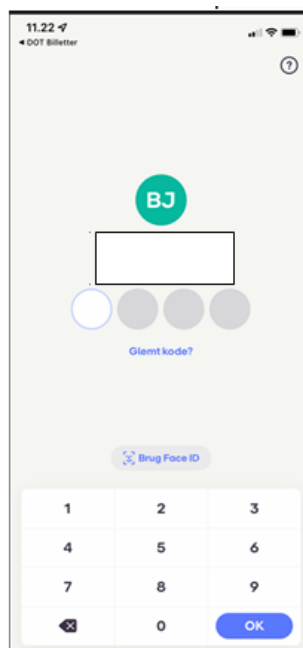 11.22
◀ DOT Billetter
?
BJ
Glemt kode?
Brug Face ID
1 2 3
4 5 6
7 8 9
0 OK